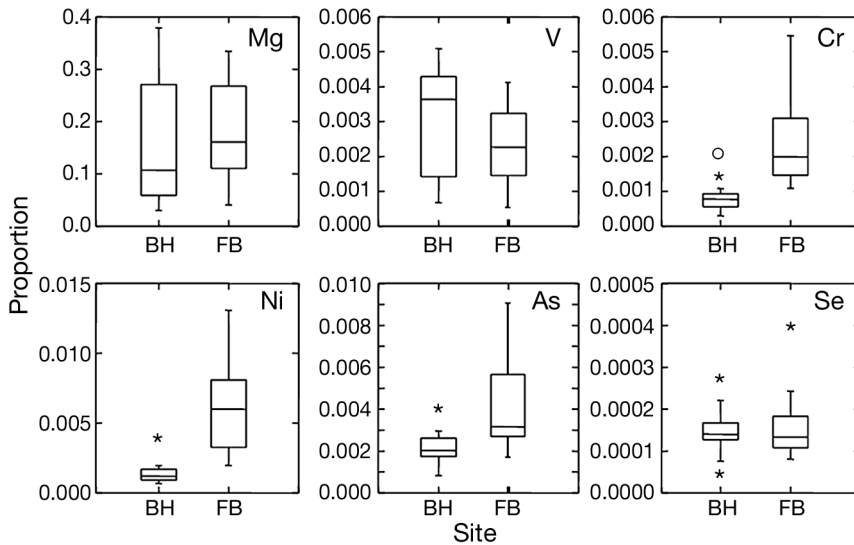 Mg
0.4
0.3
0.2
0.1
0.0
BH FB
V
0.006
0.005
0.004
0.003
0.002
0.001
0.000
BH FB
Cr
0.006
0.005
0.004
0.003
0.002
0.001
0.000
BH FB
Proportion
Ni
0.015
0.010
0.005
0.000
BH FB
As
0.010
0.008
0.006
0.004
0.002
0.000
BH FB
Se
0.0005
0.0004
0.0003
0.0002
0.0001
0.0000
BH FB
Site